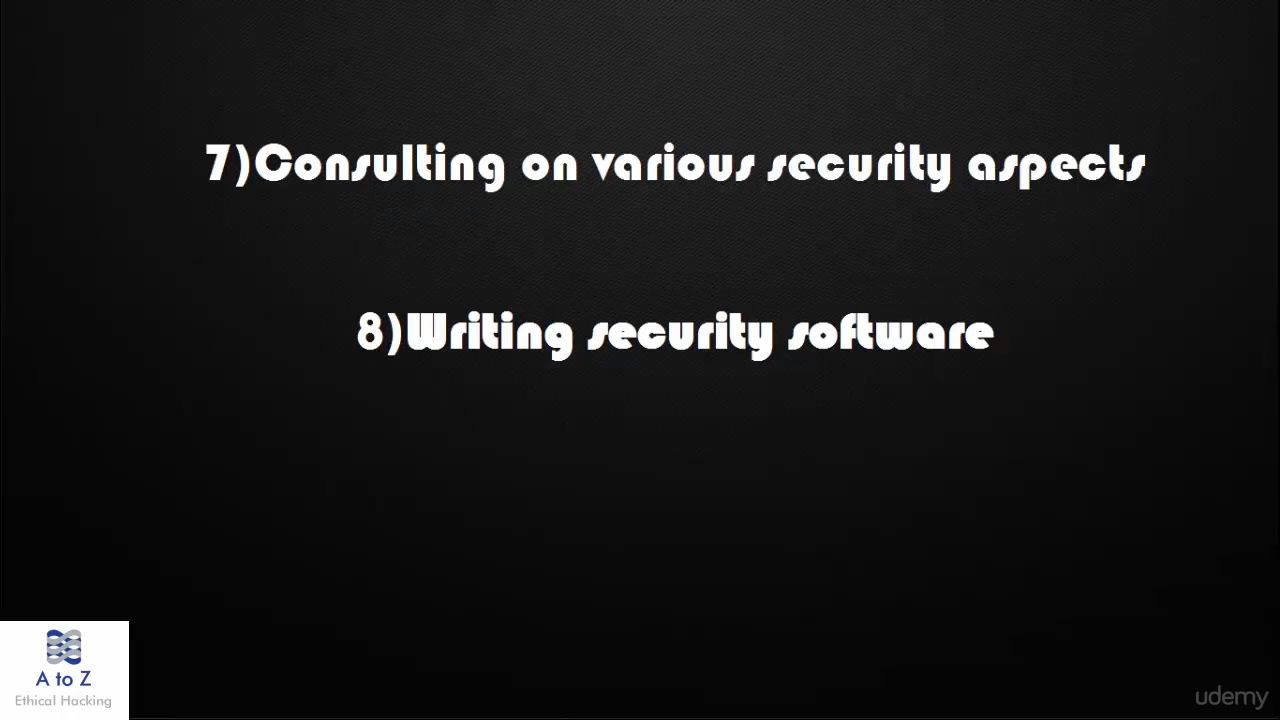 7)Consulting on various security aspects
8)Writing security software
A to Z
Ethical Hacking
udemy